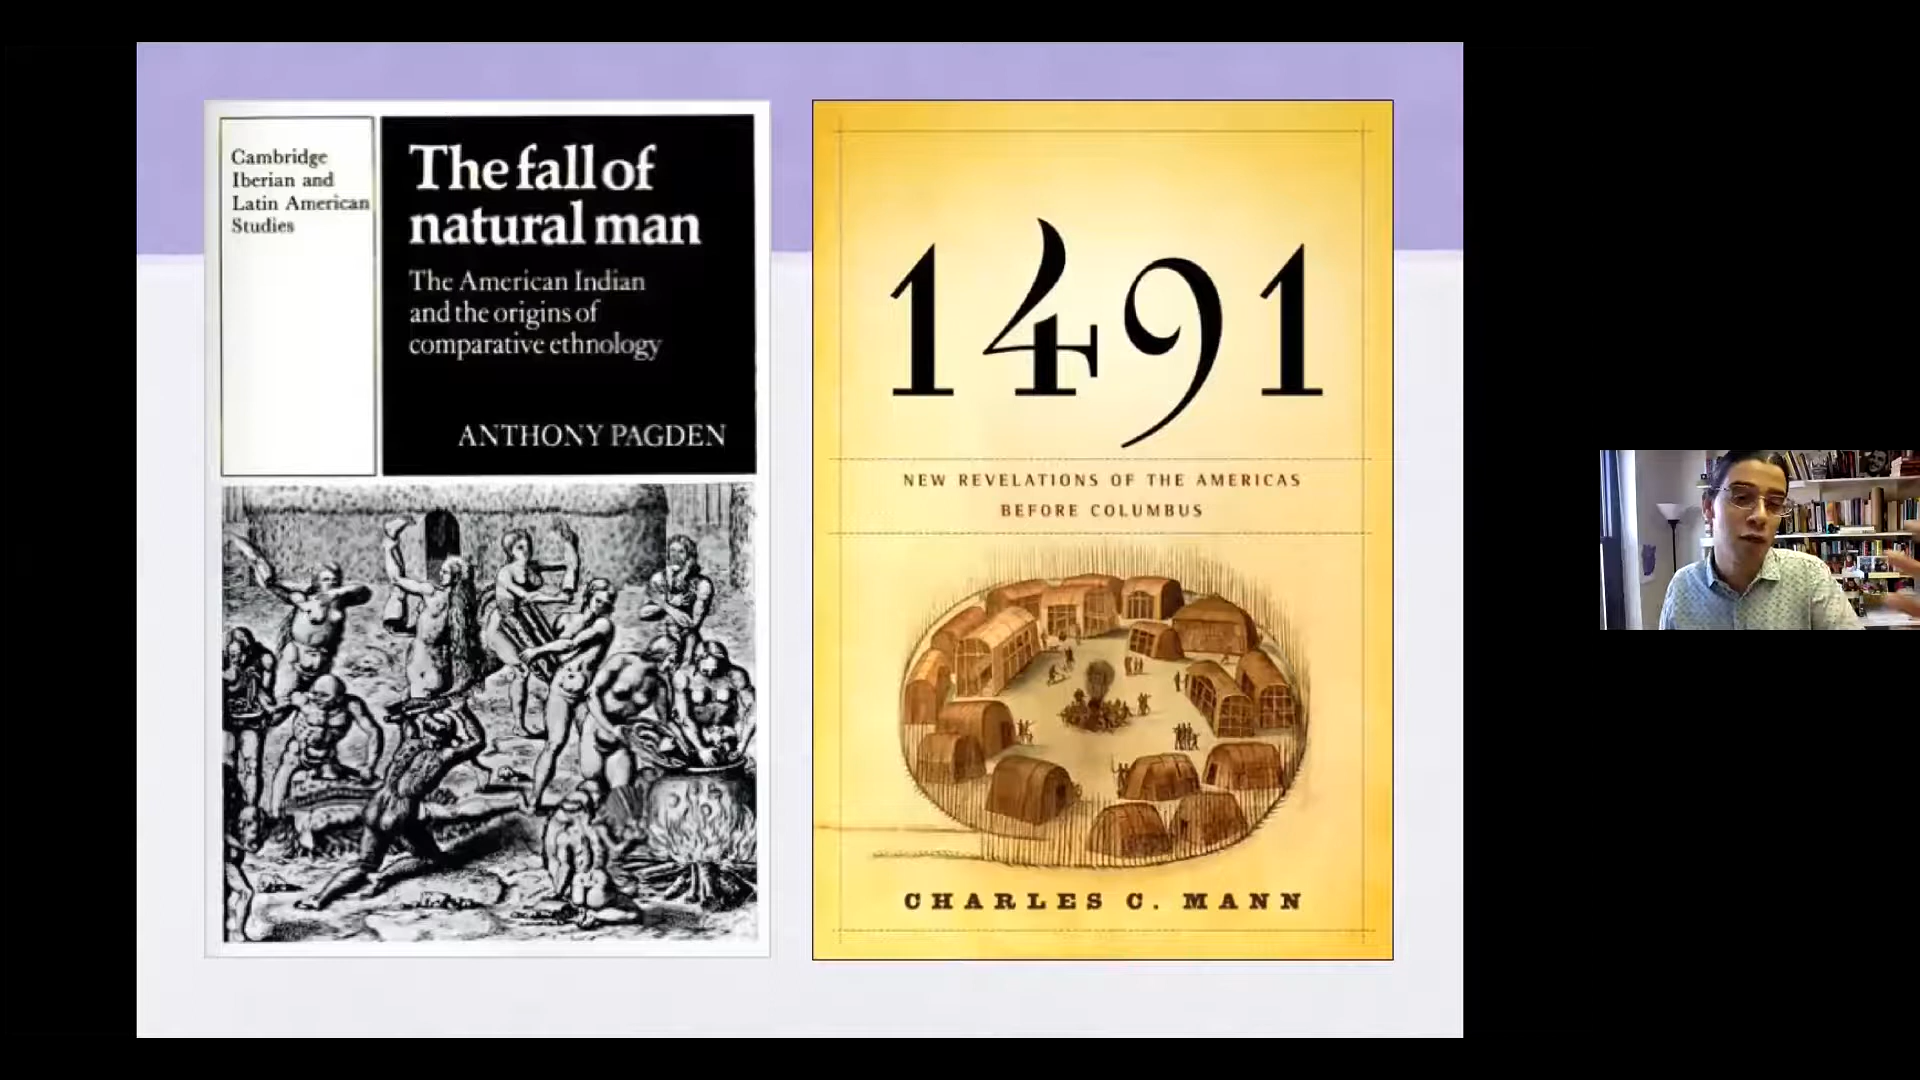 Cambridge
Iberian and
Latin American
Studies
The fall of
natural man
The American Indian
and the origins of
comparative ethnology
ANTHONY PAGDEN
1491
NEW REVELATIONS OF THE AMERICAS
BEFORE COLUMBUS
CHARLES C. MANN